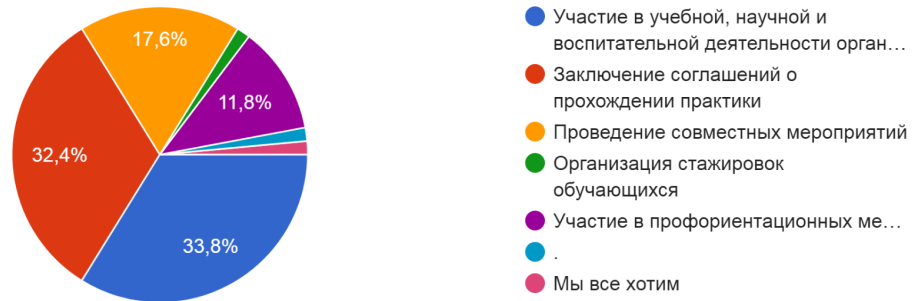 17,6%
11,8%
32,4%
33,8%
Участие в учебной, научной и
воспитательной деятельности орган…
Заключение соглашений о
прохождении практики
Проведение совместных мероприятий
Организация стажировок
обучающихся
Участие в профориентационных ме…
.
Мы все хотим